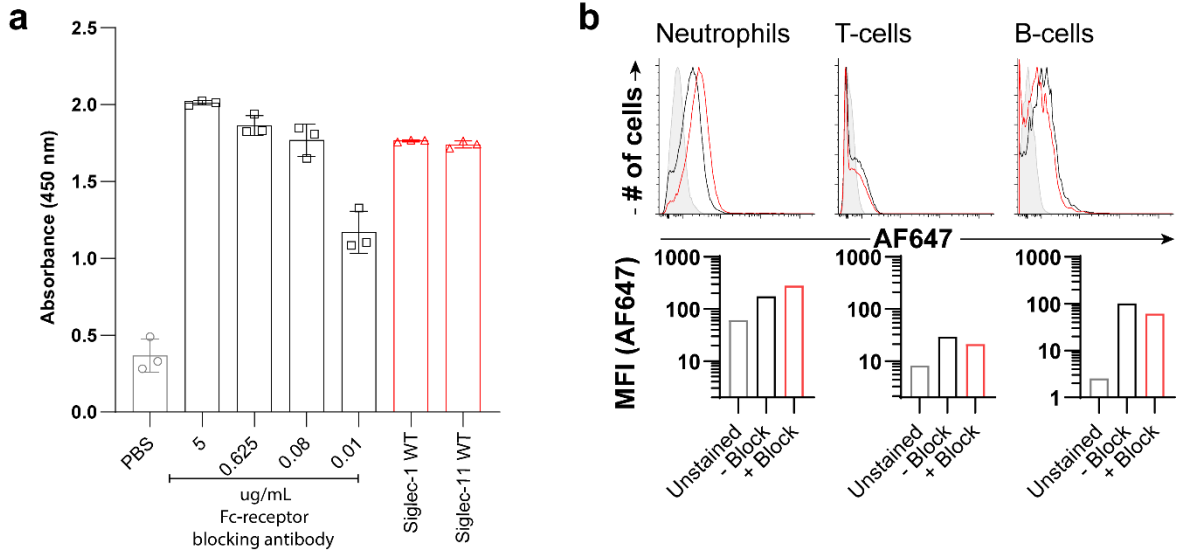 a
Absorbance (450 nm)
2.5
2.0
1.5
1.0
0.5
0.0
PBS
5
0.625
0.08
0.01
Siglec-1 WT
Siglec-11 WT
ug/mL
Fc-receptor
blocking antibody
b
Neutrophils
T-cells
B-cells
- # of cells
AF647
MFI (AF647)
1000
100
10
Unstained
- Block
+ Block
1000
100
10
Unstained
- Block
+ Block
1000
100
10
1
Unstained
- Block
+ Block